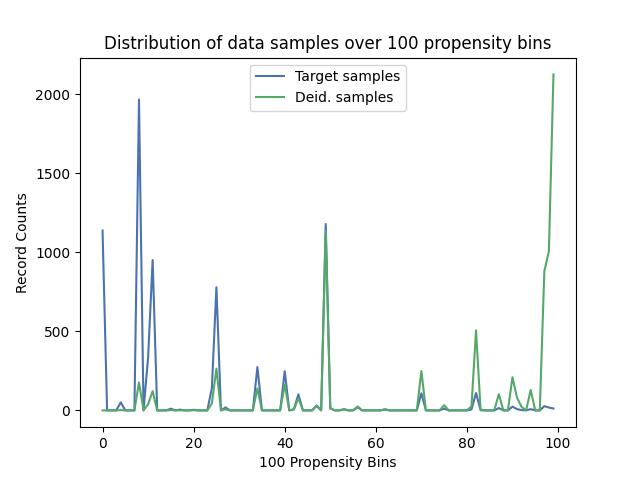 Distribution of data samples over 100 propensity bins
Target samples
Deid. samples
Record Counts
2000
1500
1000
500
0
0 20 40 60 80 100
100 Propensity Bins